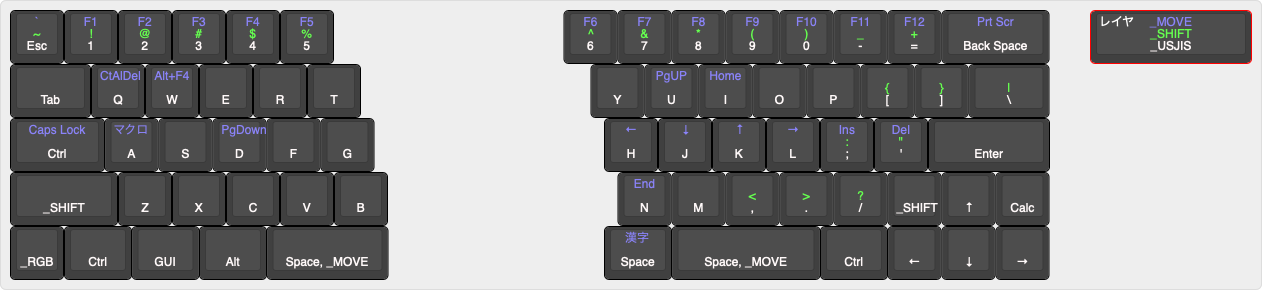 ` F1 F2 F3 F4 F5 F6 F7 F8 F9 F10 F11 F12 Prt Scr レイヤ _MOVE
~ ! @ # $ % ^ & * ( ) _ + _SHIFT
Esc 1 2 3 4 5 6 7 8 9 0 - = Back Space _USJIS
CtAlDel Alt+F4 PgUP Home
{ } |
Tab Q W E R T Y U I O P [ ] \
Caps Lock マクロ PgDown ← ↓ ↑ → Ins Del
: "
Ctrl A S D F G H J K L ; ' Enter
End
< > ?
_SHIFT Z X C V B N M , . / _SHIFT ↑ Calc
漢字
_RGB Ctrl GUI Alt Space, _MOVE Space Space, _MOVE Ctrl ← ↓ →